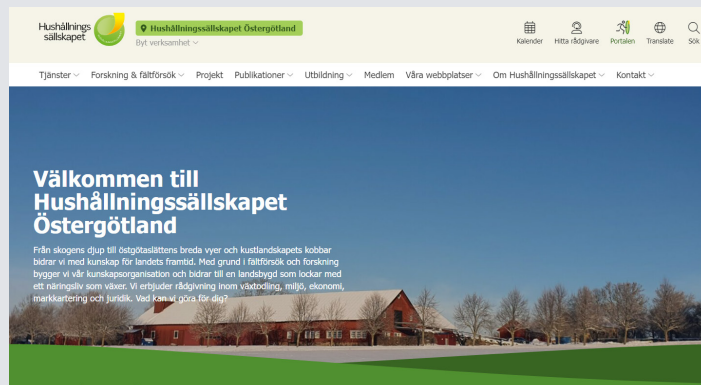 Hushållnings
sällskapet
Hushållningssällskapet Östergötland
Byt verksamhet
Kalender Hitta rådgivare Portalen Translate Sök
Tjänster Forskning & fältförsök Projekt Publikationer Utbildning Medlem Våra webbplatser Om Hushållningssällskapet Kontakt
Välkommen till
Hushållningssällskapet
Östergötland
Från skogens djup till östgötaslättens breda vyer och kustlandskapets kobbar
bidrar vi med kunskap för landets framtid. Med grund i fältförsök och forskning
bygger vi vår kunskapsorganisation och bidrar till en landsbygd som lockar med
ett näringsliv som växer. Vi erbjuder rådgivning inom växtodling, miljö, ekonomi,
markkartering och juridik. Vad kan vi göra för dig?